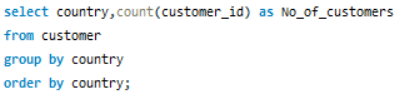 select country,count(customer_id) as No_of_customers
from customer
group by country
order by country;